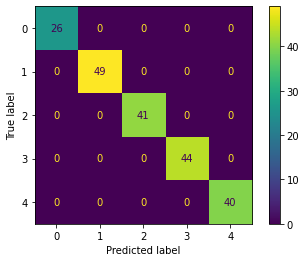 0 26 0 0 0 0
1 0 49 0 0 0
2 0 0 41 0 0
3 0 0 0 44 0
4 0 0 0 0 40
0 1 2 3 4
Predicted label
True label
40
30
20
10
0